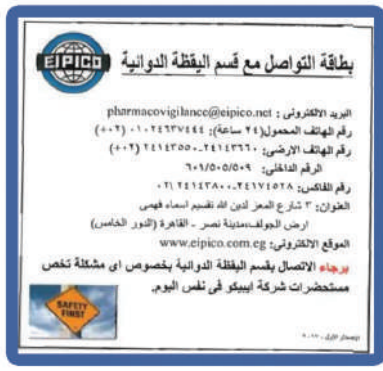 EIPICO
بطاقة التواصل مع قسم اليقظة الدوائية
البريد الالكترونى : pharmacovigilance@eipico.net
رقم الهاتف المحمول(٢٤ ساعة): ٠١٠٢٤٦٣٧٤٤٤ (٠٢+)
رقم الهاتف الارضى: ٢٤١٤٣٦٦٠-٢٤١٤٣٥٥٠ (٠٢+)
الرقم الداخلى: ٦٠١/٥٠٥/٥٠٩
رقم الفاكس: ٢٤١٧٤٥٢٨-٢٤١٤٣٨٠٠ ٠٢)
العنوان: ٣ شارع المعز لدين الله تقسيم اسماء فهمى
ارض الجولف،مدينة نصر - القاهرة (الدور الخامس)
الموقع الالكترونى: www.eipico.com.eg
برجاء الاتصال بقسم اليقظة الدوائية بخصوص اى مشكلة تخص
مستحضرات شركة ايبيكو فى نفس اليوم.
SAFETY
FIRST
الإصدار الأول